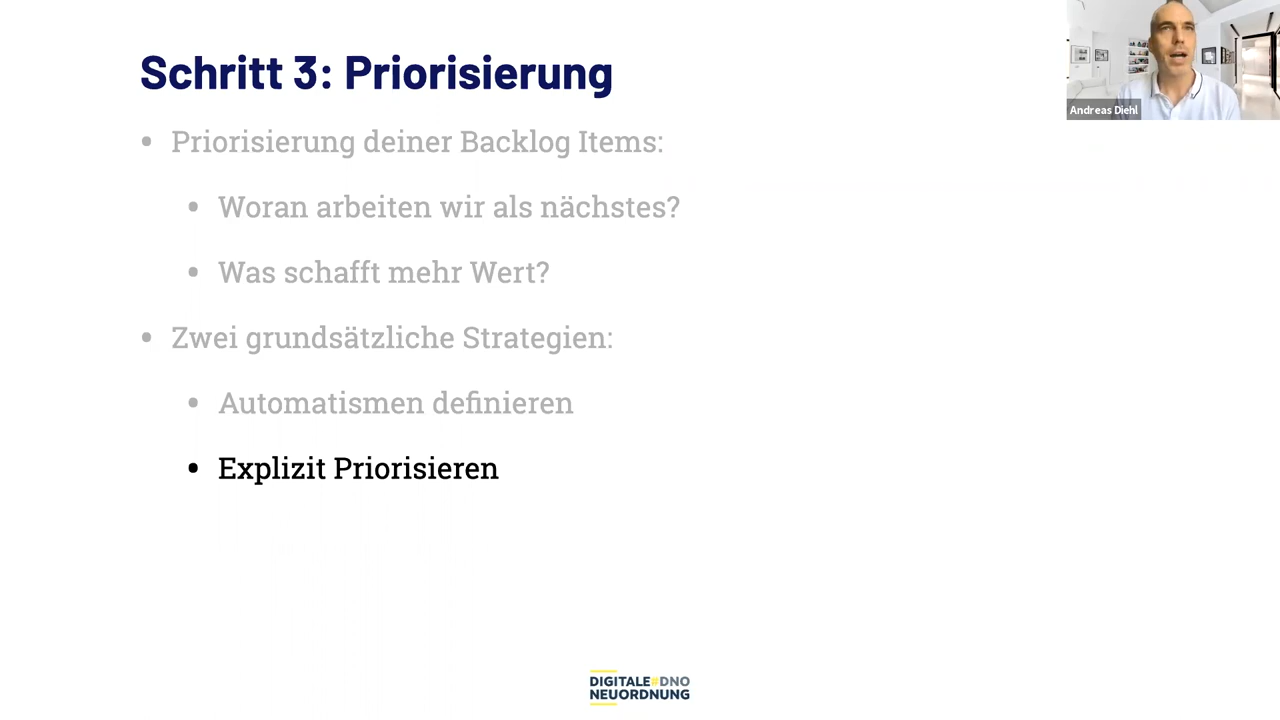 Schritt 3: Priorisierung
Andreas Diehl
• Priorisierung deiner Backlog Items:
• Woran arbeiten wir als nächstes?
• Was schafft mehr Wert?
• Zwei grundsätzliche Strategien:
• Automatismen definieren
• Explizit Priorisieren
DIGITALE#DNO
NEUORDNUNG